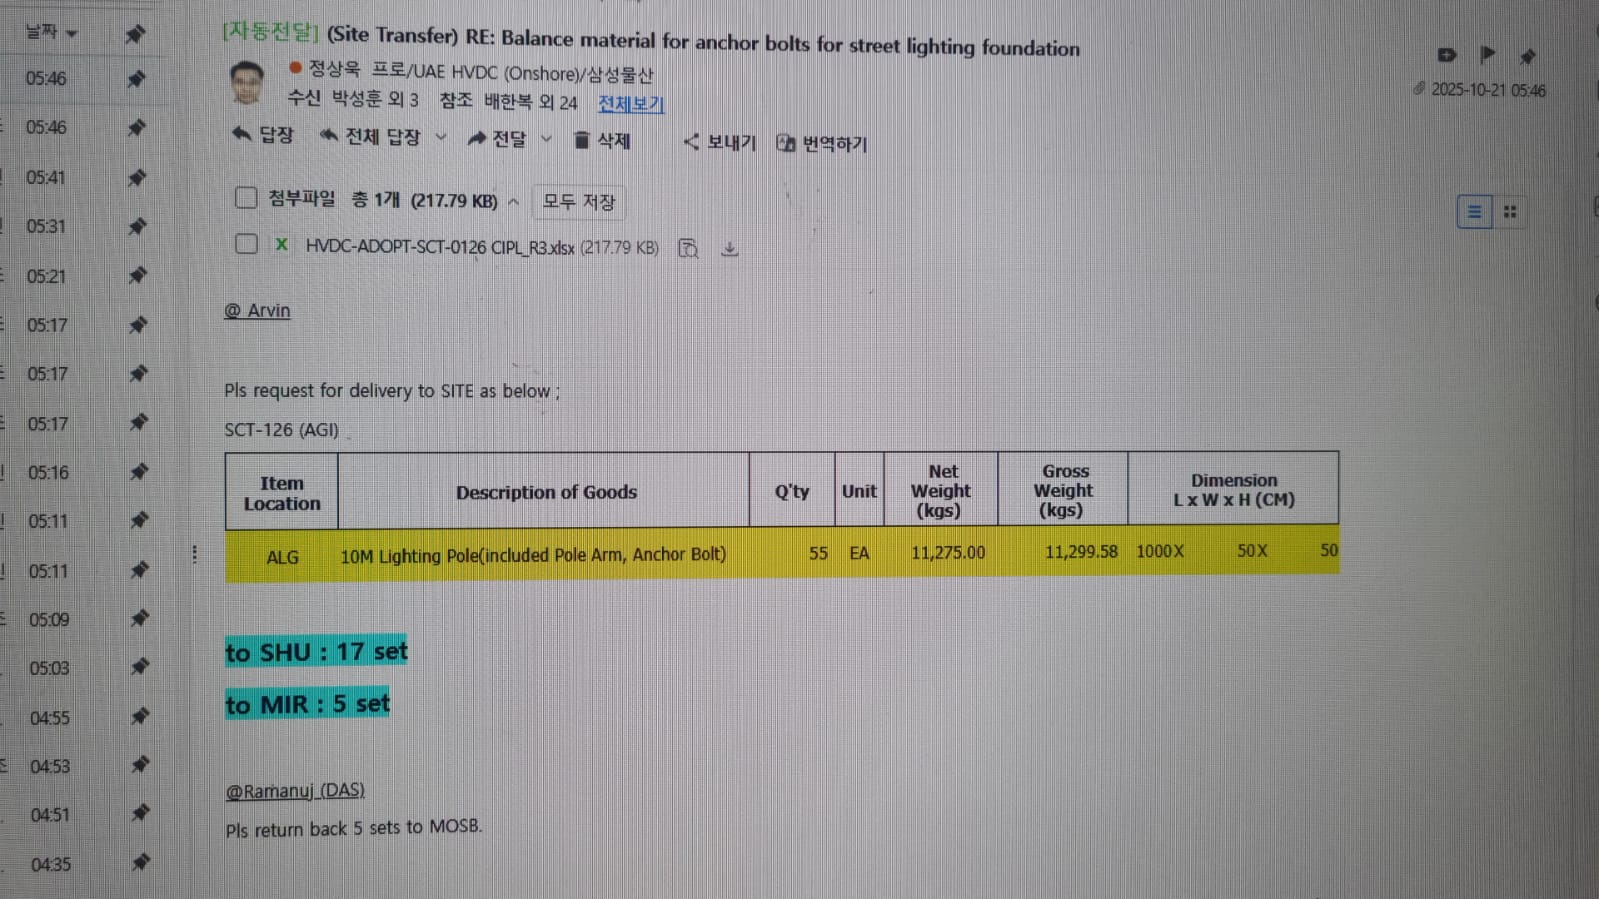 날짜
[자동전달] (Site Transfer) RE: Balance material for anchor bolts for street lighting foundation
정상욱 프로/UAE HVDC (Onshore)/삼성물산
2025-10-21 05:46
수신 박성훈 외 3 참조 배한복 외 24 전체보기
답장 전체 답장 전달 삭제 보내기 번역하기
첨부파일 총 1개 (217.79 KB) 모두 저장
HVDC-ADOPT-SCT-0126 CIPL_R3.xlsx (217.79 KB)
@ Arvin
Pls request for delivery to SITE as below ;
SCT-126 (AGI)
Item Location Description of Goods Q'ty Unit Net Weight (kgs) Gross Weight (kgs) Dimension L x W x H (CM)
ALG 10M Lighting Pole(included Pole Arm, Anchor Bolt) 55 EA 11,275.00 11,299.58 1000X 50X 50
to SHU : 17 set
to MIR : 5 set
@Ramanuj (DAS)
Pls return back 5 sets to MOSB.
05:46
05:46
05:41
05:31
05:21
05:17
05:17
05:17
05:16
05:11
05:11
05:09
05:03
04:55
04:53
04:51
04:35